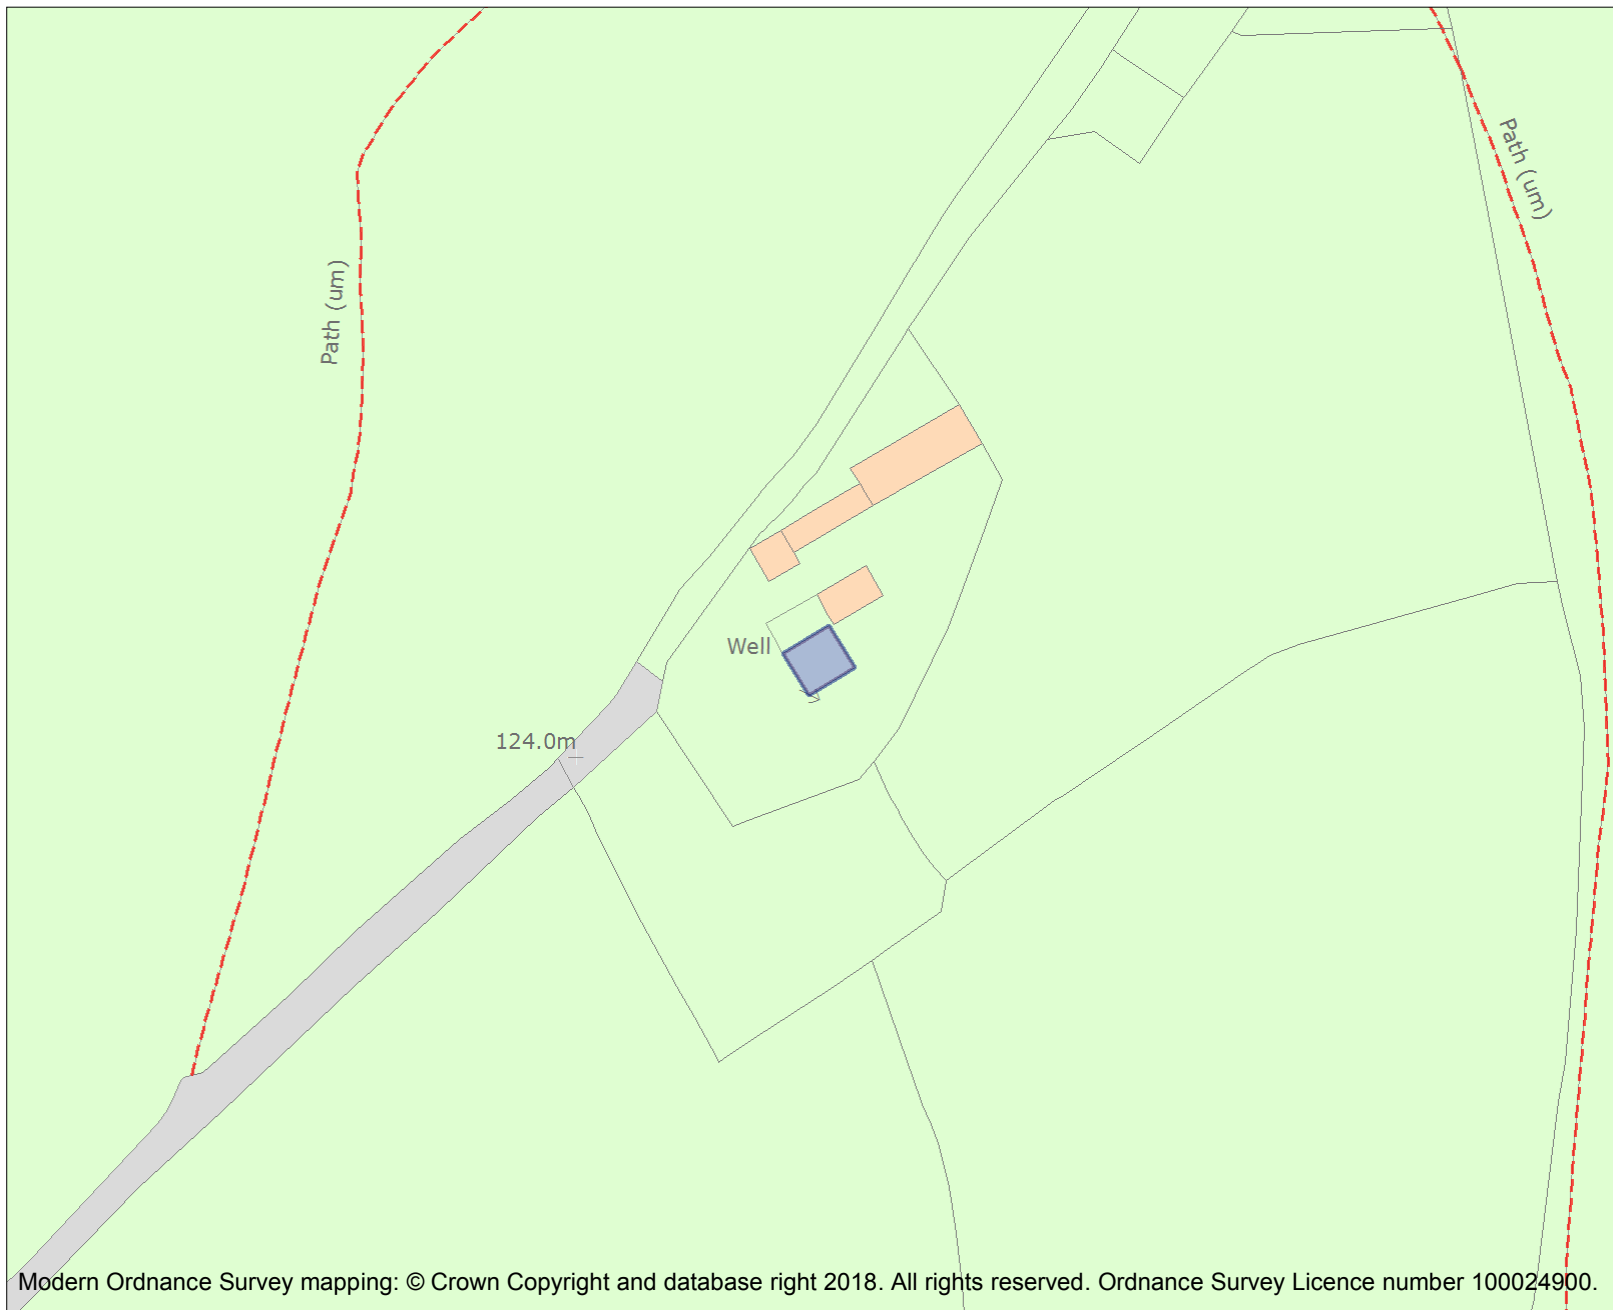 Path (um)
Path (um)
Well
124.0m
Modern Ordnance Survey mapping: © Crown Copyright and database right 2018. All rights reserved. Ordnance Survey Licence number 100024900.